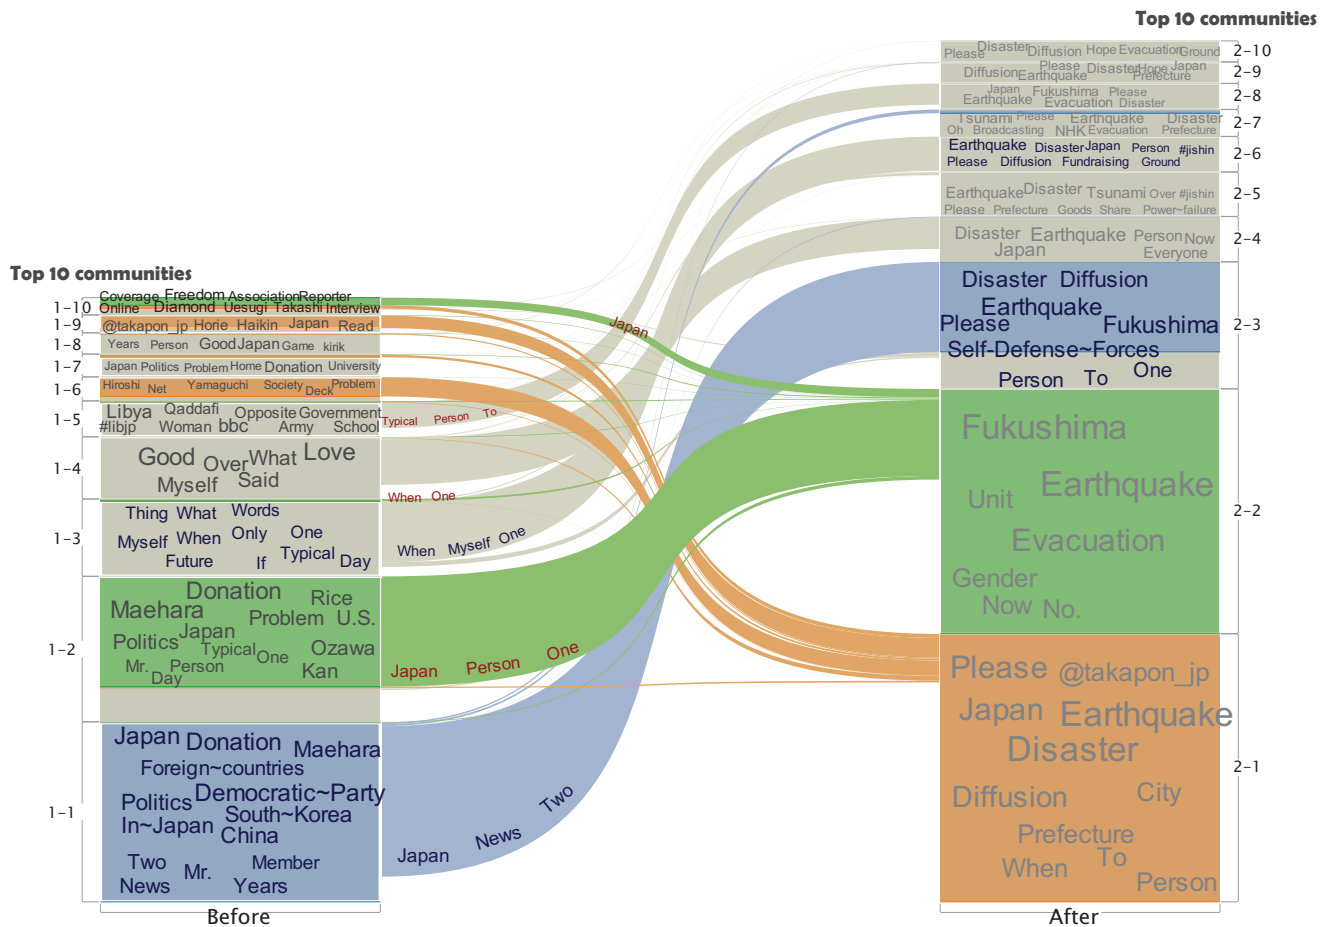 Top 10 communities
Please Disaster Diffusion Hope Evacuation Ground
2-10
Diffusion Earthquake Please Disaster Hope Japan Prefecture
2-9
Japan Fukushima Please
Earthquake Evacuation Disaster
2-8
Tsunami Please Earthquake Disaster
Oh Broadcasting NHK Evacuation Prefecture
2-7
Earthquake Disaster Japan Person #jishin
Please Diffusion Fundraising Ground
2-6
Earthquake Disaster Tsunami Over #jishin
Please Prefecture Goods Share Power~failure
2-5
Disaster Earthquake Person Now
Japan Everyone
2-4
Disaster Diffusion
Earthquake
Please Fukushima
Self-Defense~Forces
Person To One
2-3
Fukushima
Unit Earthquake
Evacuation
Gender
Now No.
2-2
Please @takapon_jp
Japan Earthquake
Disaster
Diffusion City
Prefecture
When To
Person
2-1
After
Top 10 communities
Coverage Freedom Association Reporter
Online Diamond Uesugi Takashi Interview
1-10
@takapon_jp Horie Haikin Japan Read
1-9
Years Person Good Japan Game kirik
1-8
Japan Politics Problem Home Donation University
1-7
Hiroshi Net Yamaguchi Society Deck Problem
1-6
Libya Qaddafi Opposite Government
#libjp Woman bbc Army School
1-5
Good Over What Love
Myself Said
1-4
Thing What Words
Myself When Only One
Future If Typical Day
1-3
Donation Rice
Maehara Problem U.S.
Japan
Politics Typical One Ozawa
Mr. Person Kan
Day
1-2
Japan Donation Maehara
Foreign~countries
Politics Democratic~Party
In~Japan South~Korea
China
Two Mr. Member
News Years
1-1
Before
Japan
Typical Person To
When One
When Myself One
Japan Person One
Japan News Two